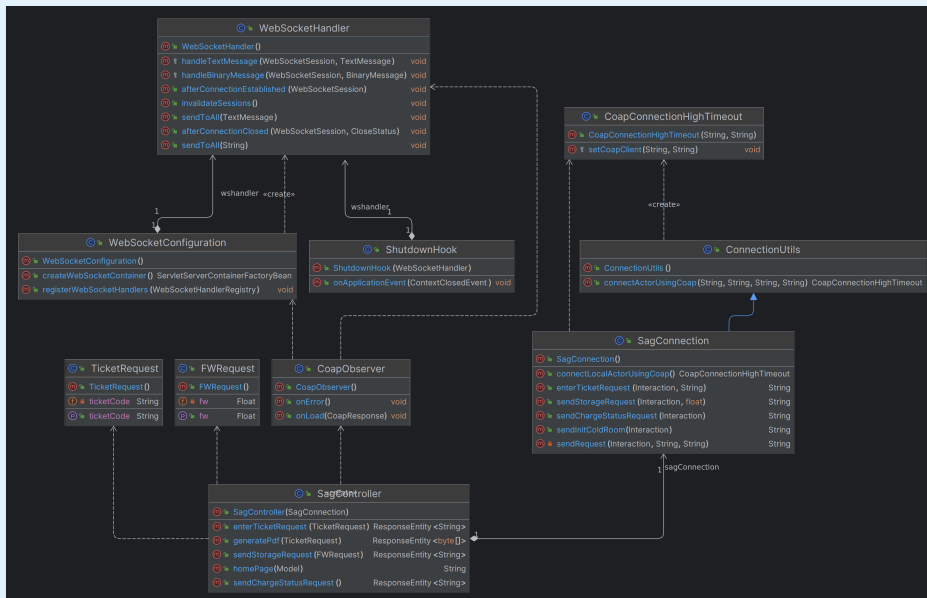 WebSocketHandler
WebSocketHandler()
handleTextMessage(WebSocketSession, TextMessage) void
handleBinaryMessage(WebSocketSession, BinaryMessage) void
afterConnectionEstablished (WebSocketSession) void
invalidateSessions() void
sendToAll(TextMessage) void
afterConnectionClosed (WebSocketSession, CloseStatus) void
sendToAll(String) void
CoapConnectionHighTimeout
CoapConnectionHighTimeout(String, String)
setCoapClient(String, String) void
wshandler
«create»
1
1
wshandler
1
1
«create»
WebSocketConfiguration
WebSocketConfiguration()
createWebSocketContainer() ServletServerContainerFactoryBean
registerWebSocketHandlers(WebSocketHandlerRegistry) void
ShutdownHook
ShutdownHook(WebSocketHandler)
onApplicationEvent(ContextClosedEvent) void
ConnectionUtils
ConnectionUtils()
connectActorUsingCoap(String, String, String, String) CoapConnectionHighTimeout
SagConnection
SagConnection()
connectLocalActorUsingCoap() CoapConnectionHighTimeout
enterTicketRequest (Interaction, String) String
sendStorageRequest (Interaction, float) String
sendChargeStatusRequest (Interaction) String
sendInitColdRoom(Interaction) String
sendRequest (Interaction, String, String) String
TicketRequest
TicketRequest()
ticketCode String
ticketCode String
FWRequest
FWRequest()
fw Float
fw Float
CoapObserver
CoapObserver()
onError() void
onLoad(CoapResponse) void
1 sagConnection
1
SagController
SagController(SagConnection)
enterTicketRequest (TicketRequest) ResponseEntity <String>
generatePdf(TicketRequest) ResponseEntity <byte[]>
sendStorageRequest(FWRequest) ResponseEntity <String>
homePage(Model) String
sendChargeStatusRequest () ResponseEntity <String>